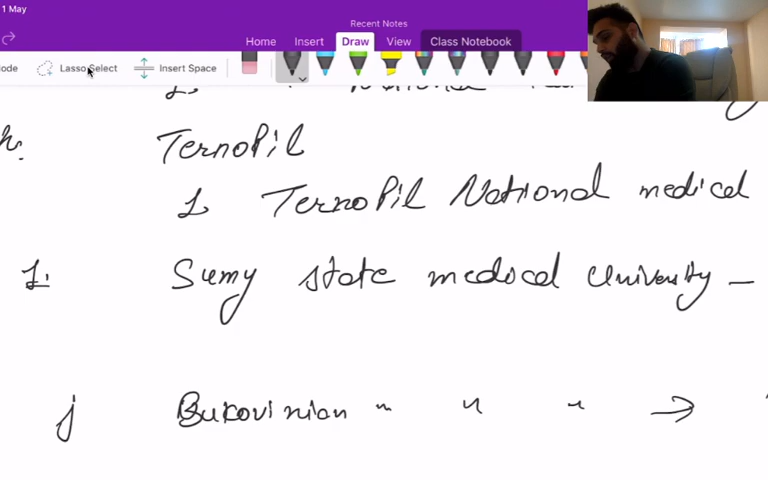 1 May
Recent Notes
Home Insert Draw View Class Notebook
ode Lasso Select Insert Space
h. TernoPil
1 TernoPil National medical
I. Sumy state medical University -
j Bukovinian " " " →